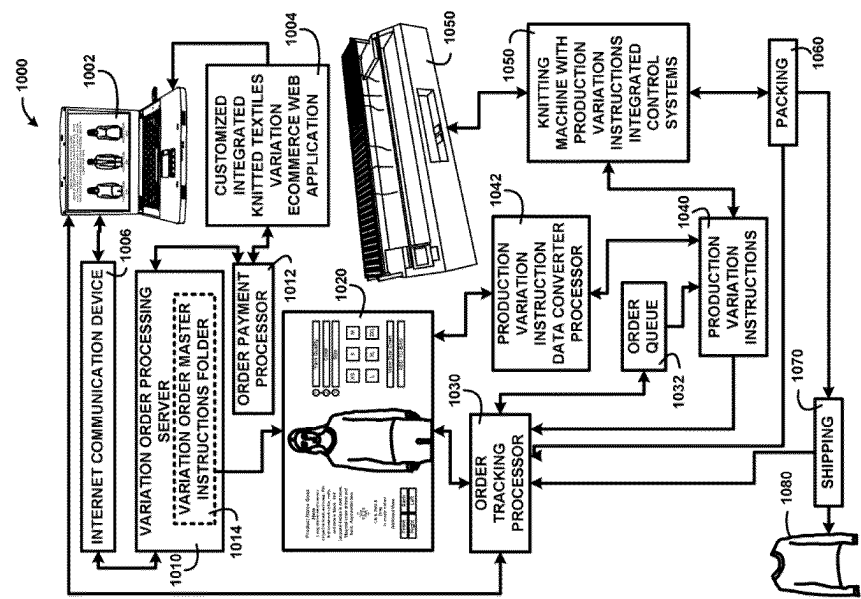 1000
1002
1004
CUSTOMIZED
INTEGRATED
KNITTED TEXTILES
VARIATION
ECOMMERCE WEB
APPLICATION
INTERNET COMMUNICATION DEVICE
1006
VARIATION ORDER PROCESSING
SERVER
VARIATION ORDER MASTER
INSTRUCTIONS FOLDER
1010
1014
ORDER PAYMENT
PROCESSOR
1012
1020
1050
1050
KNITTING
MACHINE WITH
PRODUCTION
VARIATION
INSTRUCTIONS
INTEGRATED
CONTROL
SYSTEMS
1042
PRODUCTION
VARIATION
INSTRUCTION
DATA CONVERTER
PROCESSOR
1040
PRODUCTION
VARIATION
INSTRUCTIONS
ORDER
QUEUE
1032
1030
ORDER
TRACKING
PROCESSOR
PACKING
1060
1070
SHIPPING
1080